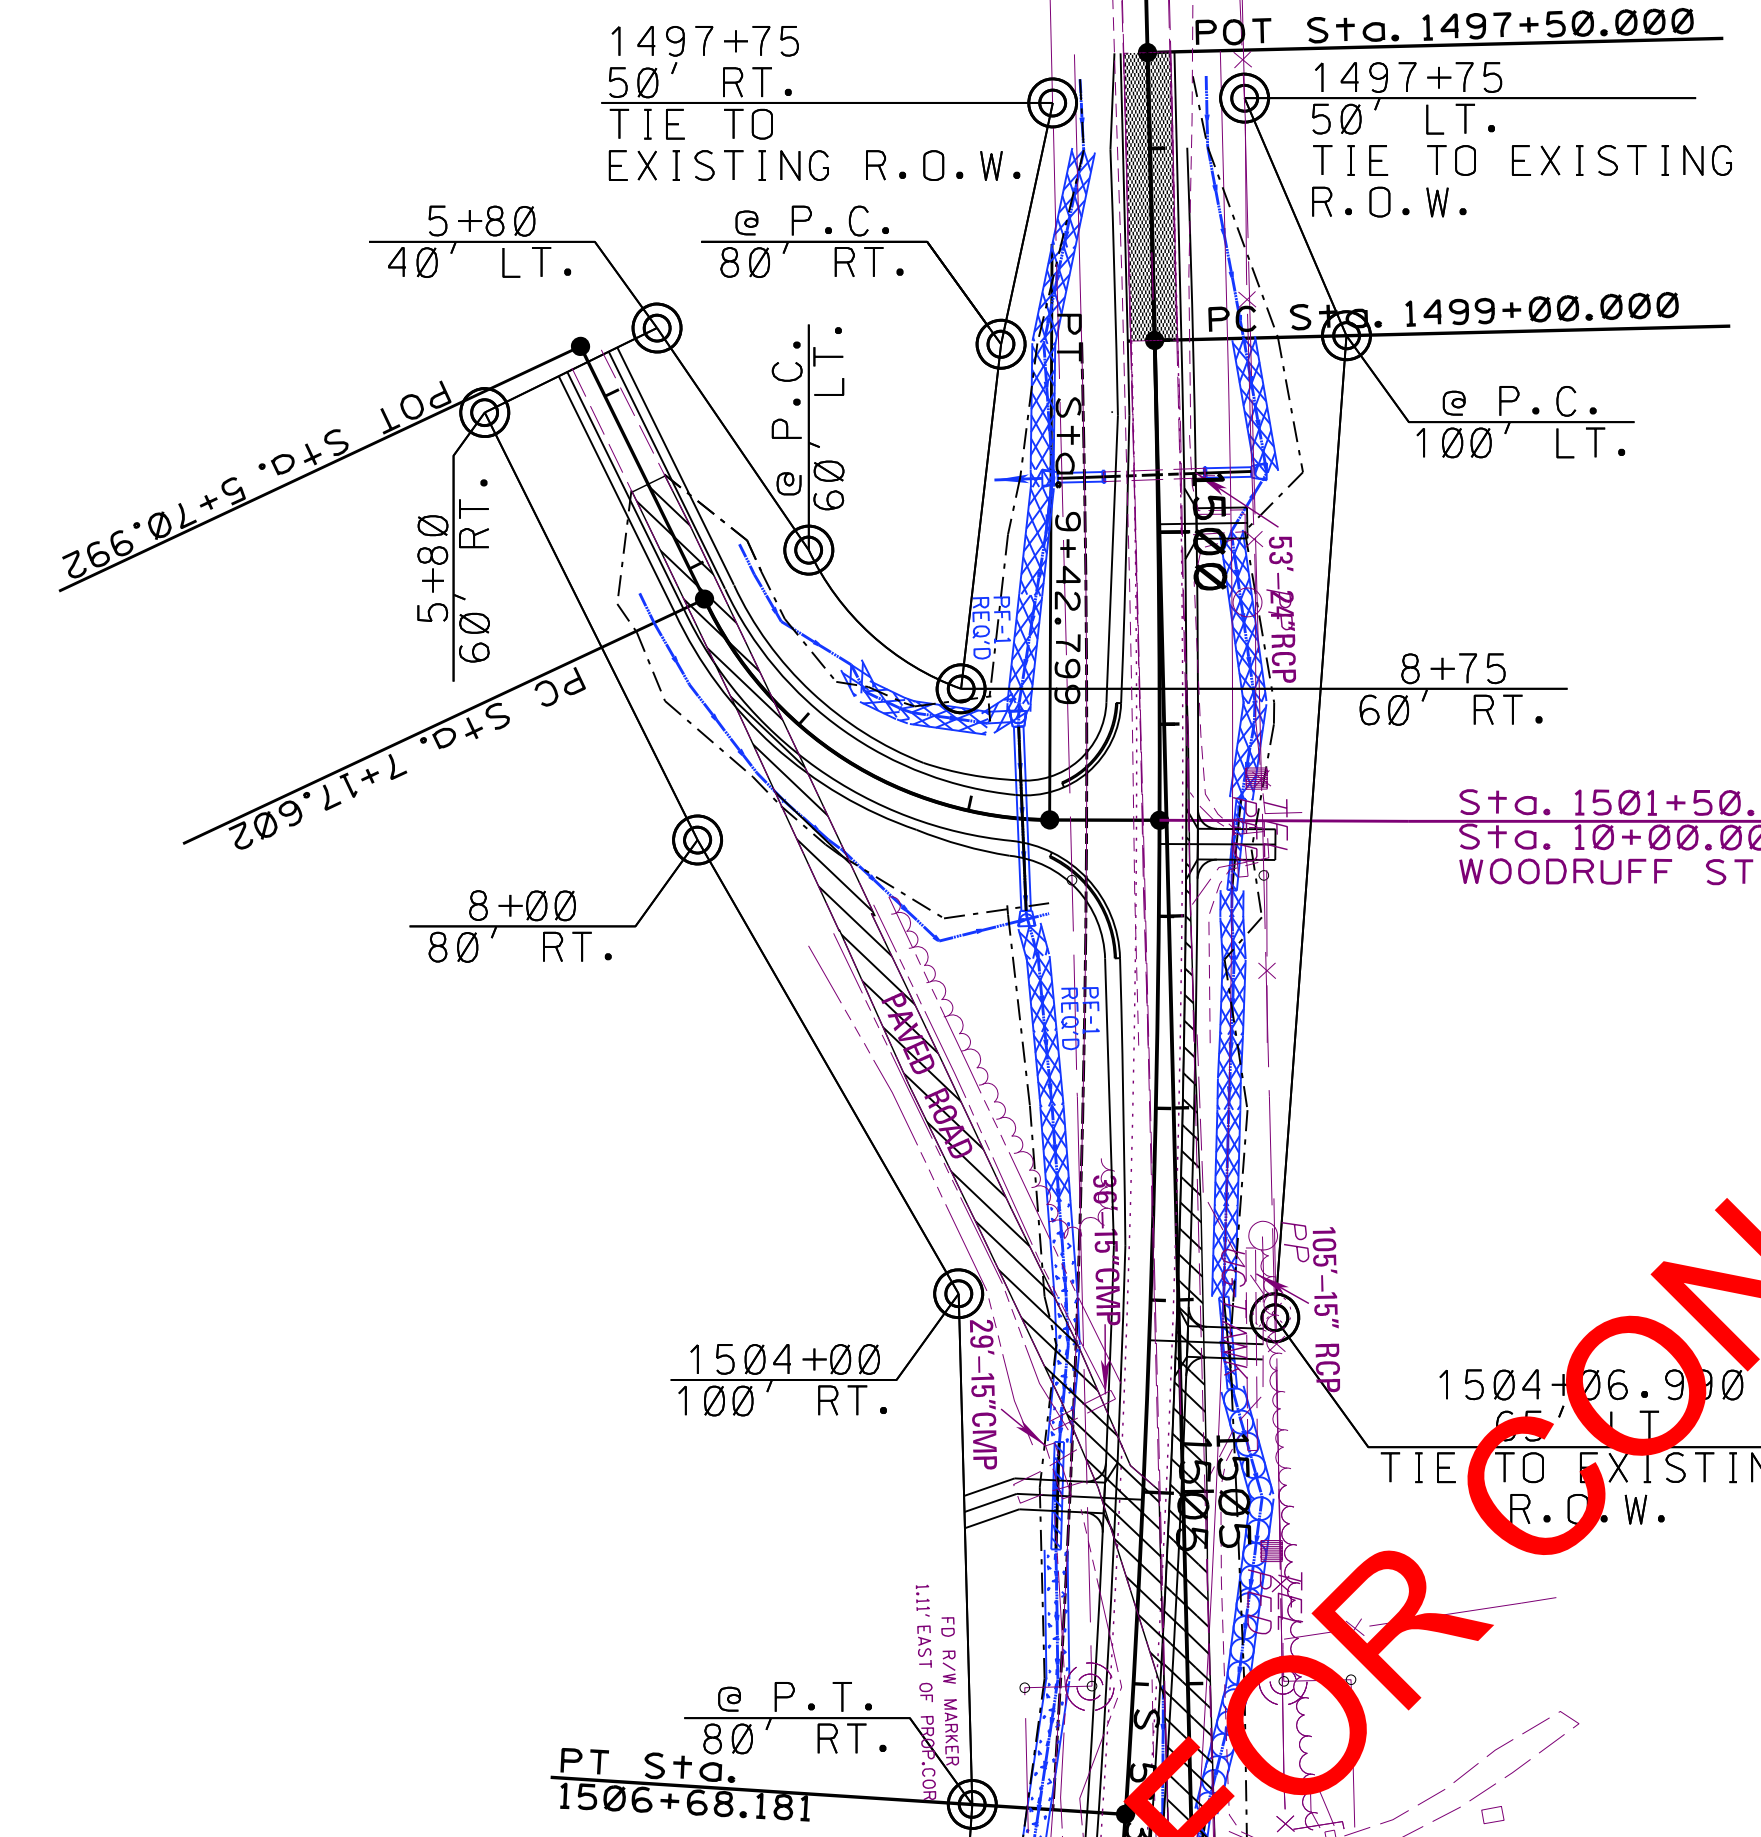 POT Sta. 1497+50.000
1497+75
50' RT.
TIE TO
EXISTING R.O.W.
1497+75
50' LT.
TIE TO EXISTING
R.O.W.
5+80
40' LT.
@ P.C.
80' RT.
PC Sta. 1499+00.000
@ P.C.
60' LT.
@ P.C.
100' LT.
POT Sta. 5+70.992
5+80
60' RT.
PT Sta. 9+42.799
1500
53'-24"RCP
PF-1
REQ'D
PC Sta. 7+17.602
8+75
60' RT.
Sta. 1501+50.
Sta. 10+00.00
WOODRUFF ST
8+00
80' RT.
PAVED ROAD
PF-1
REQ'D
36'-15"CMP
PP
105'-15" RCP
29'-15"CMP
1504+00
100' RT.
1504+06.990
65' LT
TIE TO EXISTIN
R.O.W.
1505
1505
FD R/W MARKER
1.11' EAST OF PROP.COR
@ P.T.
80' RT.
PT Sta.
1506+68.181
S 5
FOR CON